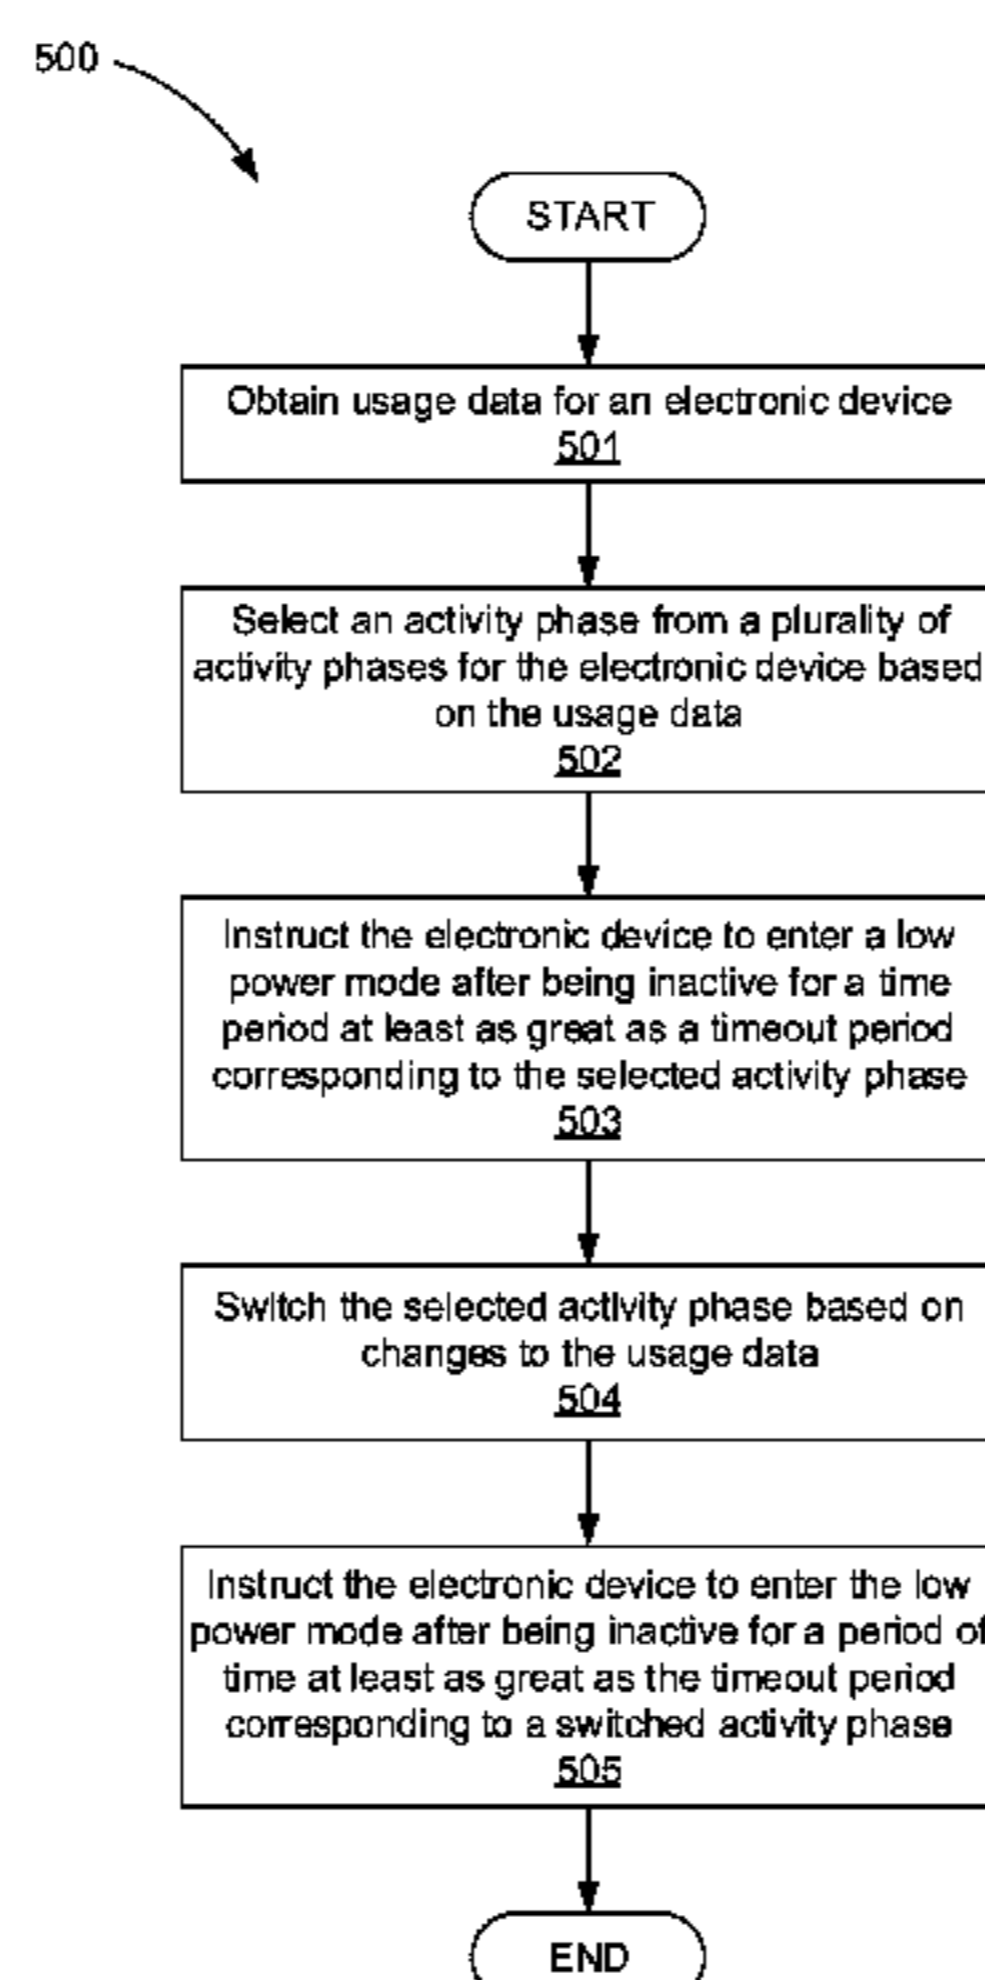 500
START
Obtain usage data for an electronic device
501
Select an activity phase from a plurality of
activity phases for the electronic device based
on the usage data
502
Instruct the electronic device to enter a low
power mode after being inactive for a time
period at least as great as a timeout period
corresponding to the selected activity phase
503
Switch the selected activity phase based on
changes to the usage data
504
Instruct the electronic device to enter the low
power mode after being inactive for a period of
time at least as great as the timeout period
corresponding to a switched activity phase
505
END